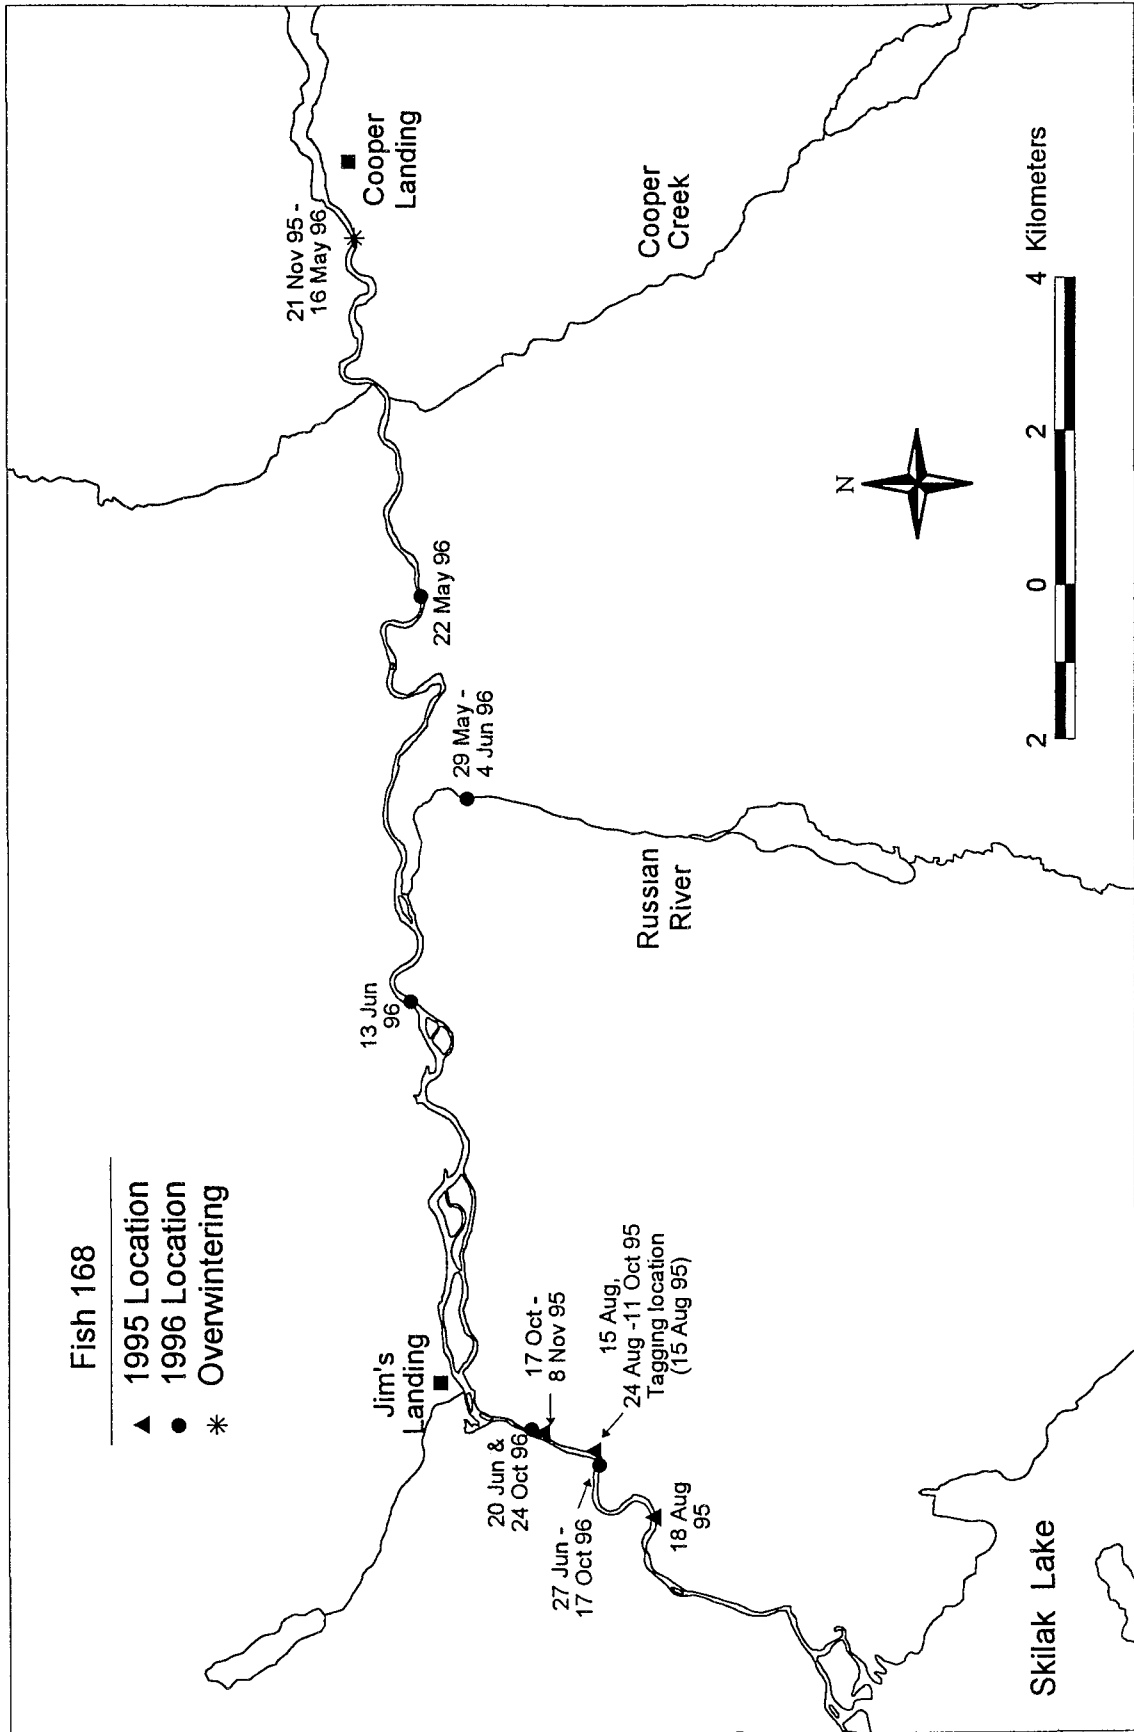 Fish 168
1995 Location
1996 Location
Overwintering
21 Nov 95 -
16 May 96
Cooper
Landing
Cooper
Creek
22 May 96
29 May -
4 Jun 96
Russian
River
13 Jun
96
Jim's
Landing
17 Oct -
8 Nov 95
20 Jun &
24 Oct 96
15 Aug,
24 Aug -11 Oct 95
Tagging location
(15 Aug 95)
27 Jun -
17 Oct 96
18 Aug
95
Skilak Lake
N
2 0 2 4 Kilometers